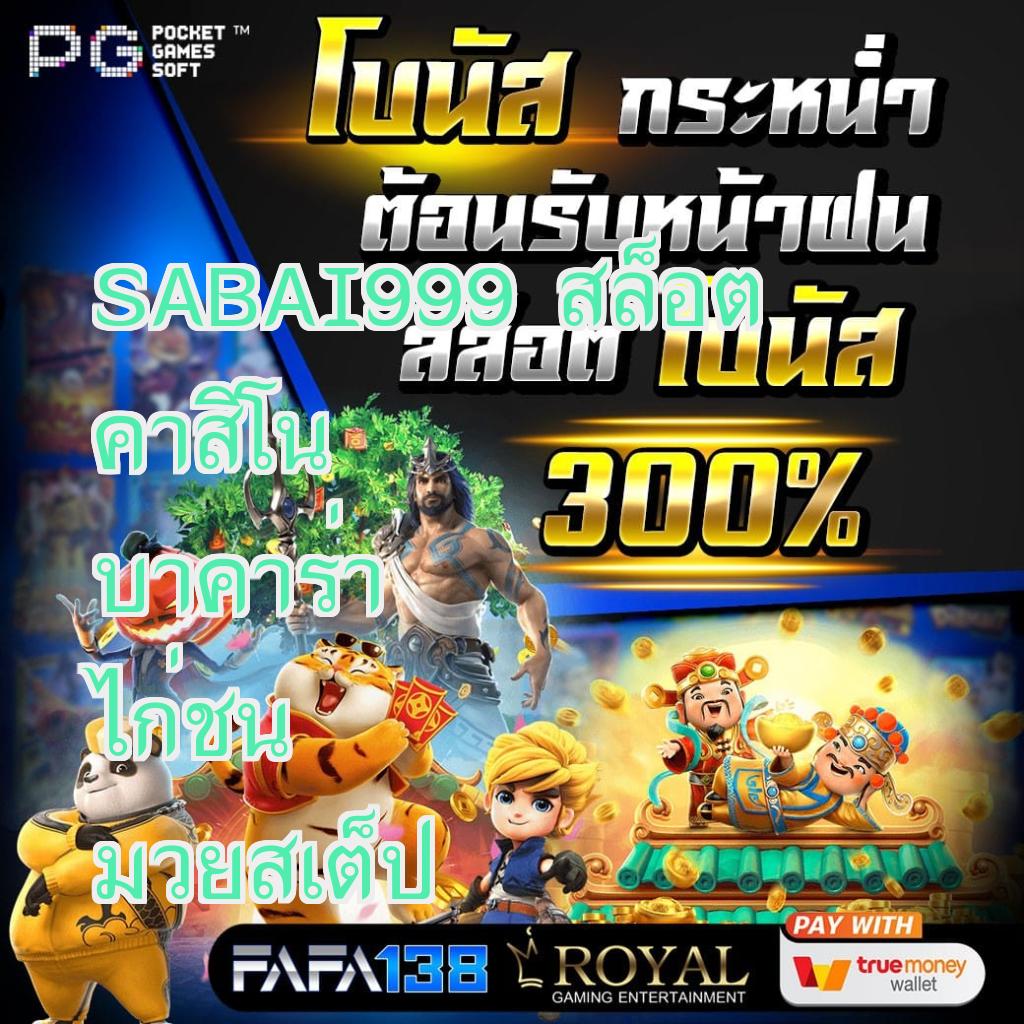 PG POCKET GAMES SOFT™
โบนัส กระหน่ำ
ต้อนรับหน้าฝน
SABAI999 สล็อต
สล็อต โบนัส
คาสิโน
300%
บาคาร่า
ไก่ชน
มวยสเต็ป
FAFA138
ROYAL
GAMING ENTERTAINMENT
PAY WITH
truemoney
wallet